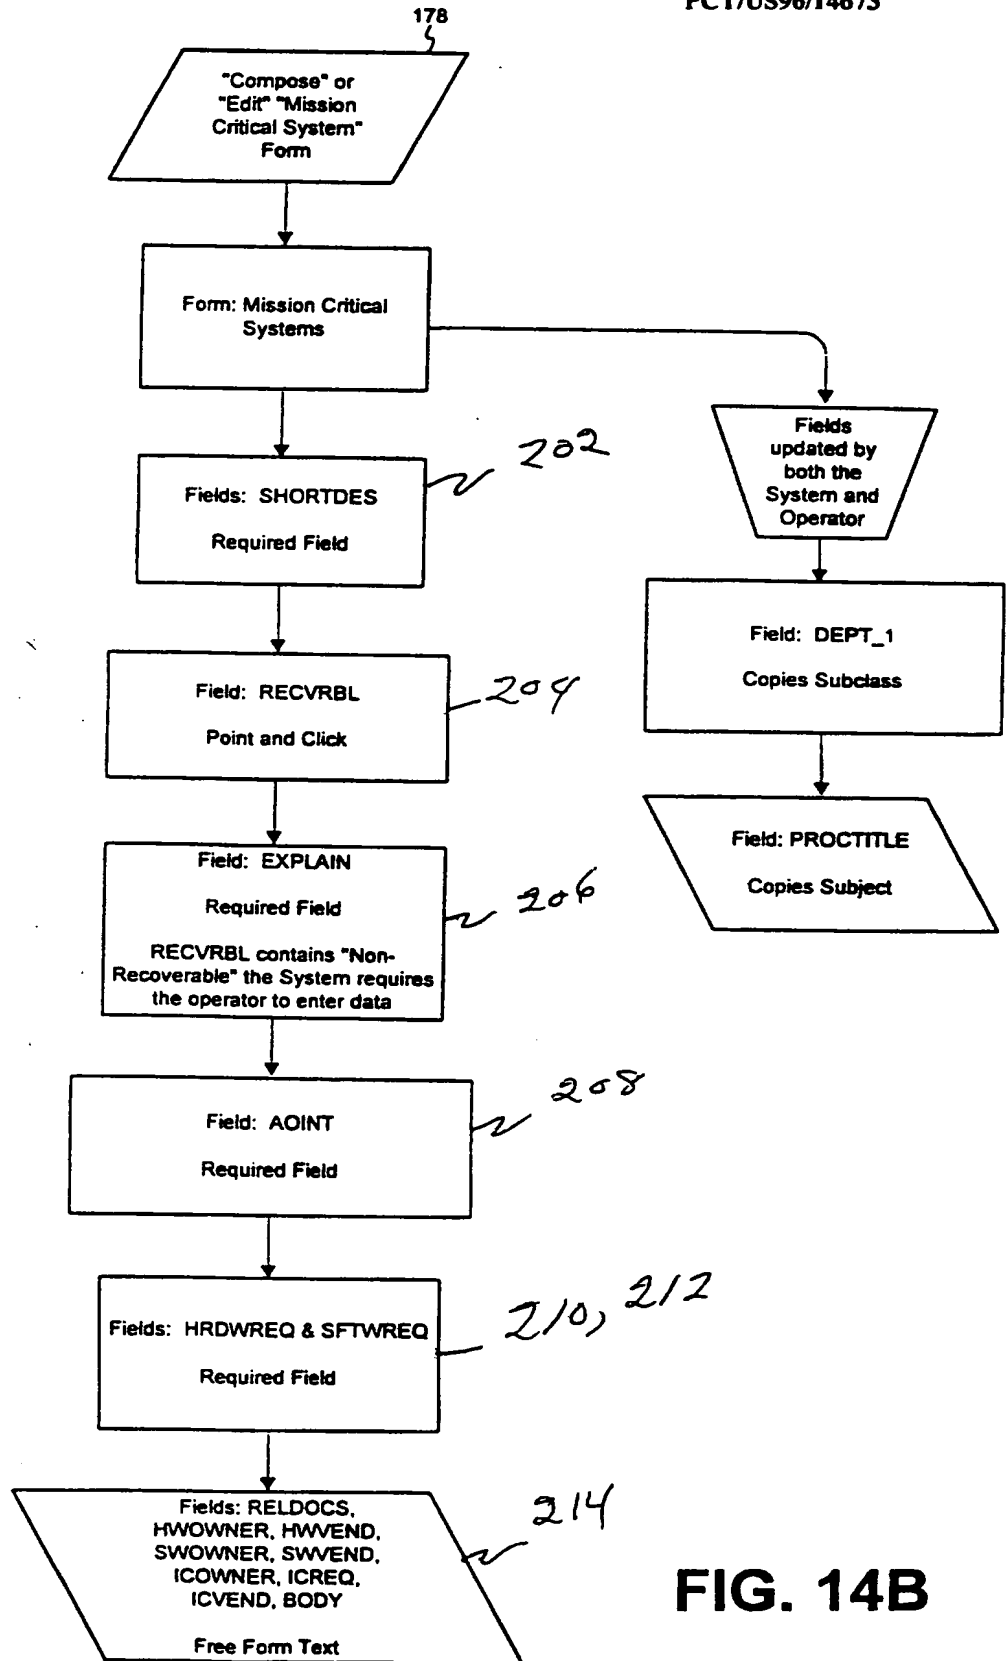 178
"Compose" or
"Edit" "Mission
Critical System"
Form
Form: Mission Critical
Systems
Fields
updated by
both the
System and
Operator
202
Fields: SHORTDES
Required Field
Field: DEPT_1
Copies Subclass
204
Field: RECVRBL
Point and Click
Field: PROCTITLE
Copies Subject
206
Field: EXPLAIN
Required Field
RECVRBL contains "Non-
Recoverable" the System requires
the operator to enter data
208
Field: AOINT
Required Field
210, 212
Fields: HRDWREQ & SFTWREQ
Required Field
214
Fields: RELDOCS,
HWOWNER, HWVEND,
SWOWNER, SWVEND,
ICOWNER, ICREQ,
ICVEND, BODY
Free Form Text
FIG. 14B